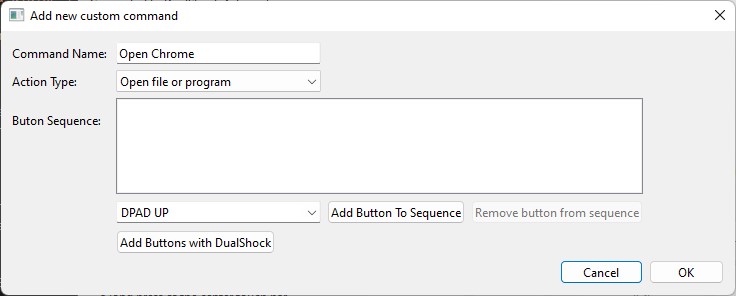 Add new custom command
Command Name: Open Chrome
Action Type: Open file or program
Buton Sequence:
DPAD UP Add Button To Sequence Remove button from sequence
Add Buttons with DualShock
Cancel OK